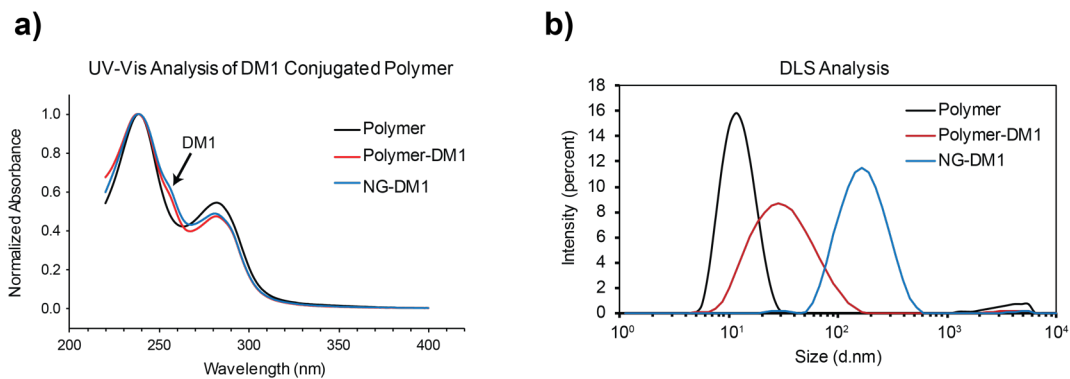 a)
UV-Vis Analysis of DM1 Conjugated Polymer
Normalized Absorbance
1.0
0.8
0.6
0.4
0.2
0.0
200
250
300
350
400
Wavelength (nm)
DM1
Polymer
Polymer-DM1
NG-DM1
b)
DLS Analysis
Intensity (percent)
18
16
14
12
10
8
6
4
2
0
10⁰
10¹
10²
10³
10⁴
Size (d.nm)
Polymer
Polymer-DM1
NG-DM1